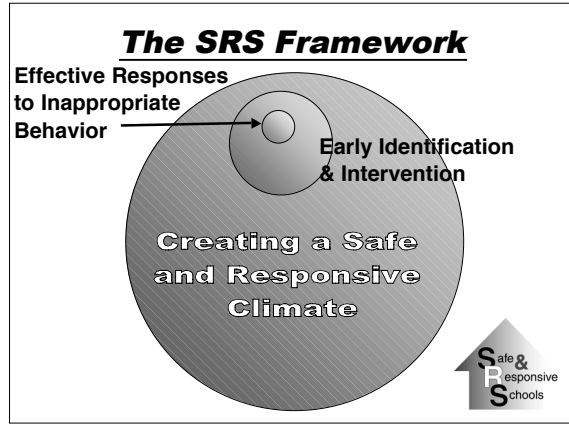 The SRS Framework
Effective Responses
to Inappropriate
Behavior
Early Identification
& Intervention
Creating a Safe
and Responsive
Climate
Safe &
Responsive
Schools